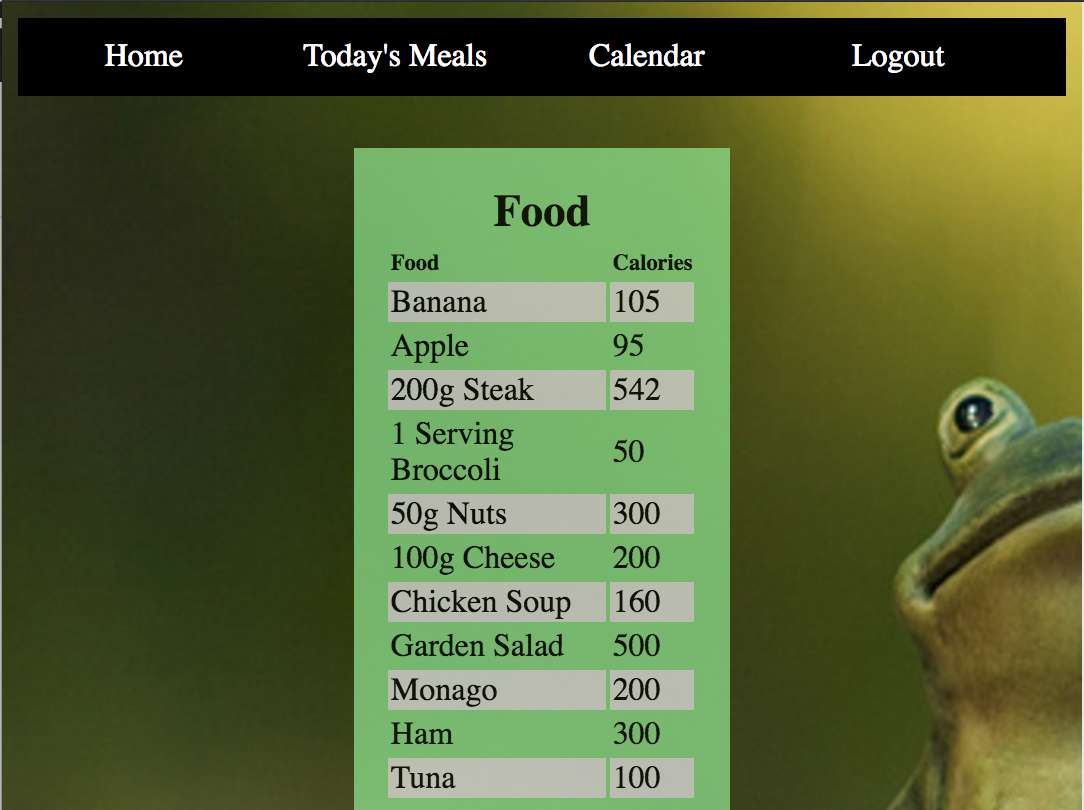 Home Today's Meals Calendar Logout
Food
Food Calories
Banana 105
Apple 95
200g Steak 542
1 Serving
Broccoli 50
50g Nuts 300
100g Cheese 200
Chicken Soup 160
Garden Salad 500
Monago 200
Ham 300
Tuna 100